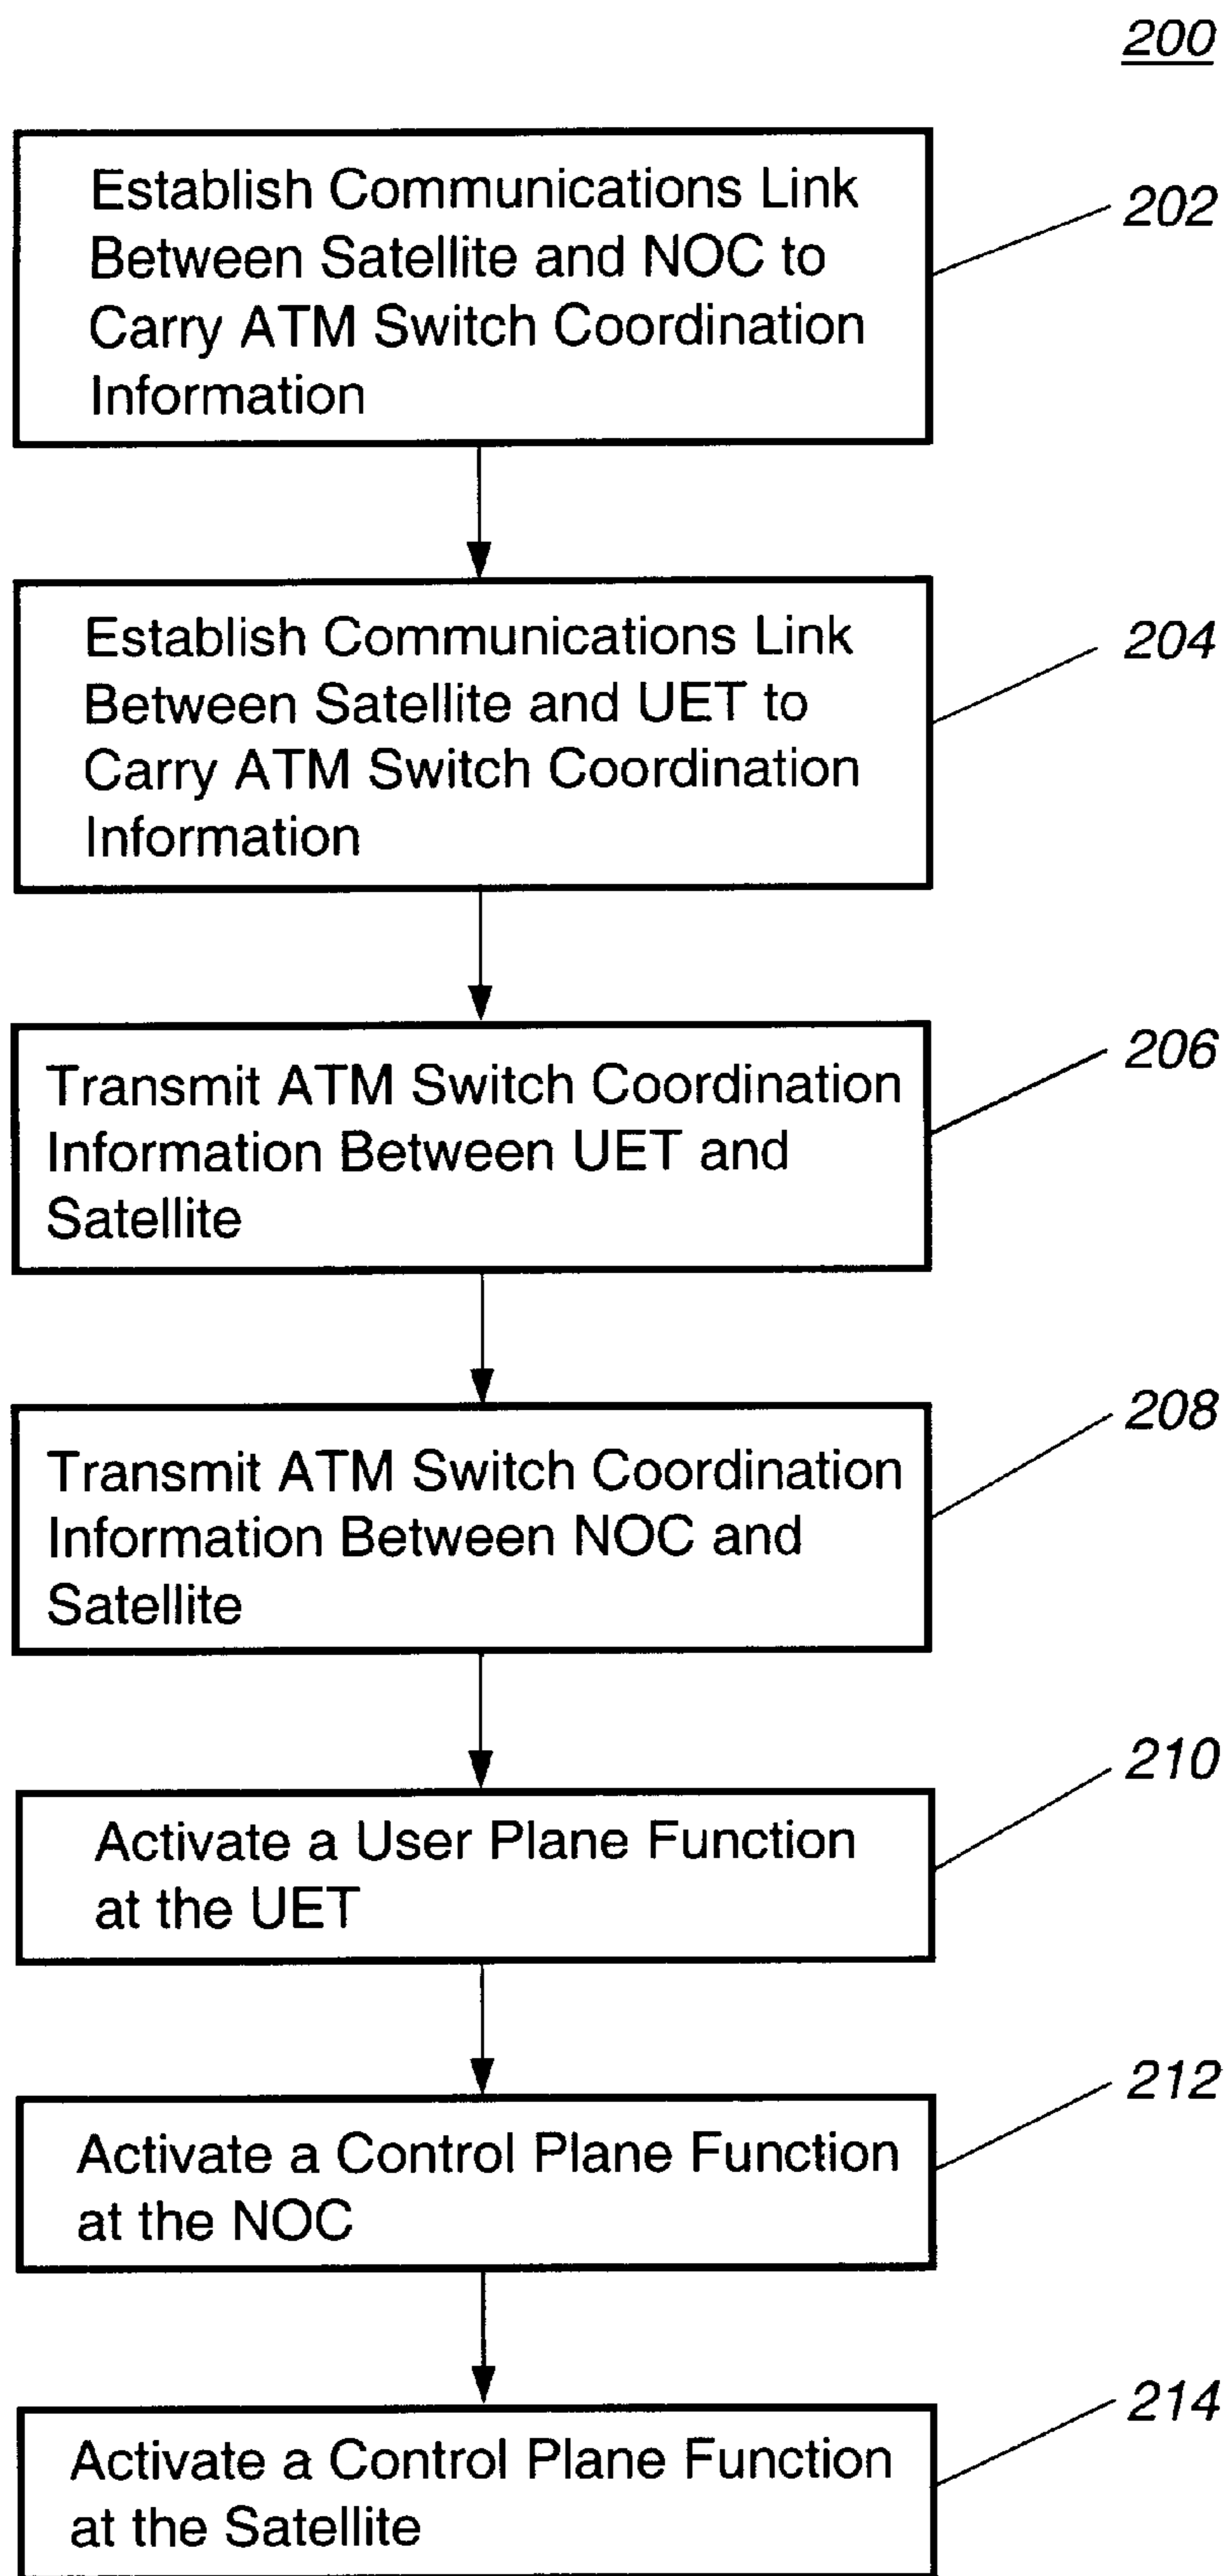 200
Establish Communications Link
Between Satellite and NOC to
Carry ATM Switch Coordination
Information
202
Establish Communications Link
Between Satellite and UET to
Carry ATM Switch Coordination
Information
204
Transmit ATM Switch Coordination
Information Between UET and
Satellite
206
Transmit ATM Switch Coordination
Information Between NOC and
Satellite
208
Activate a User Plane Function
at the UET
210
Activate a Control Plane Function
at the NOC
212
Activate a Control Plane Function
at the Satellite
214